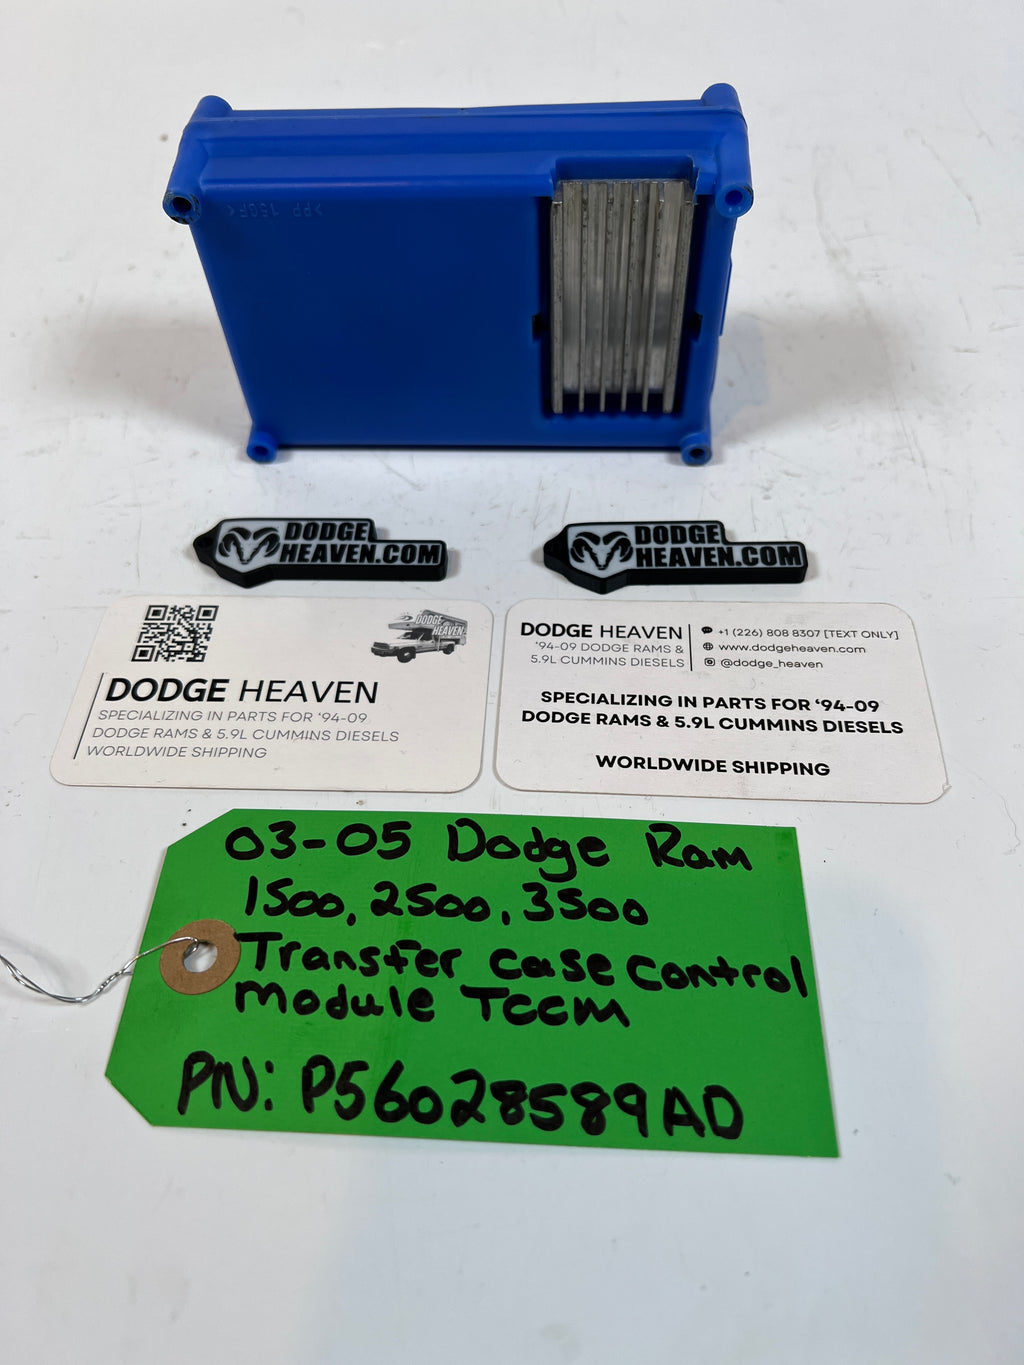 >PP 150F<
DODGE
HEAVEN.COM
DODGE
HEAVEN.COM
DODGE
HEAVEN
DODGE HEAVEN
SPECIALIZING IN PARTS FOR ‘94-09
DODGE RAMS & 5.9L CUMMINS DIESELS
WORLDWIDE SHIPPING
DODGE HEAVEN
‘94-09 DODGE RAMS &
5.9L CUMMINS DIESELS
+1 (226) 808 8307 [TEXT ONLY]
www.dodgeheaven.com
@dodge_heaven
SPECIALIZING IN PARTS FOR ‘94-09
DODGE RAMS & 5.9L CUMMINS DIESELS
WORLDWIDE SHIPPING
03-05 Dodge Ram
1500, 2500, 3500
Transfer case control
module TCCM
PN: P56028589AD